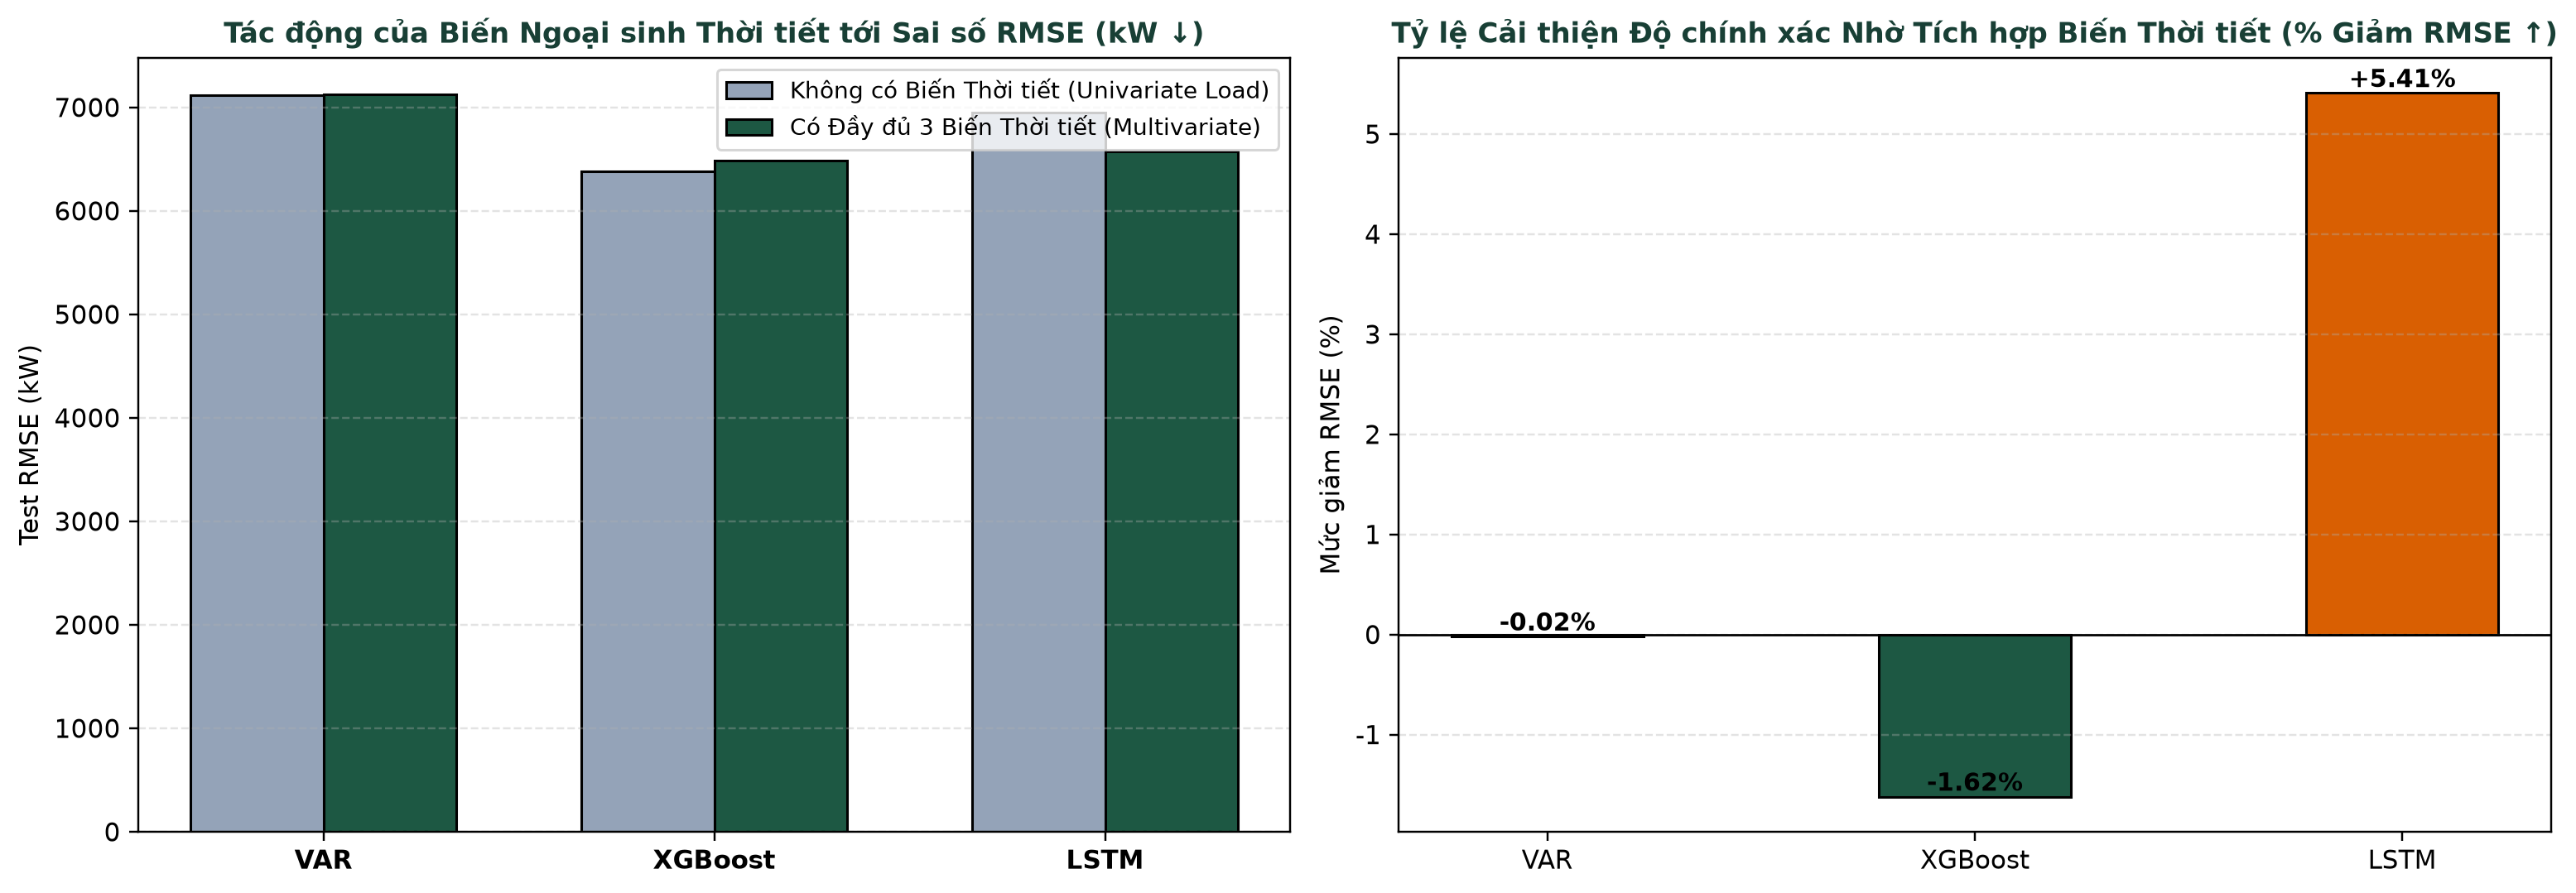 Tác động của Biến Ngoại sinh Thời tiết tới Sai số RMSE (kW ↓)
Không có Biến Thời tiết (Univariate Load)
Có Đầy đủ 3 Biến Thời tiết (Multivariate)
Test RMSE (kW)
7000
6000
5000
4000
3000
2000
1000
0
VAR
XGBoost
LSTM
Tỷ lệ Cải thiện Độ chính xác Nhờ Tích hợp Biến Thời tiết (% Giảm RMSE ↑)
Mức giảm RMSE (%)
5
4
3
2
1
0
-1
-0.02%
-1.62%
+5.41%
VAR
XGBoost
LSTM